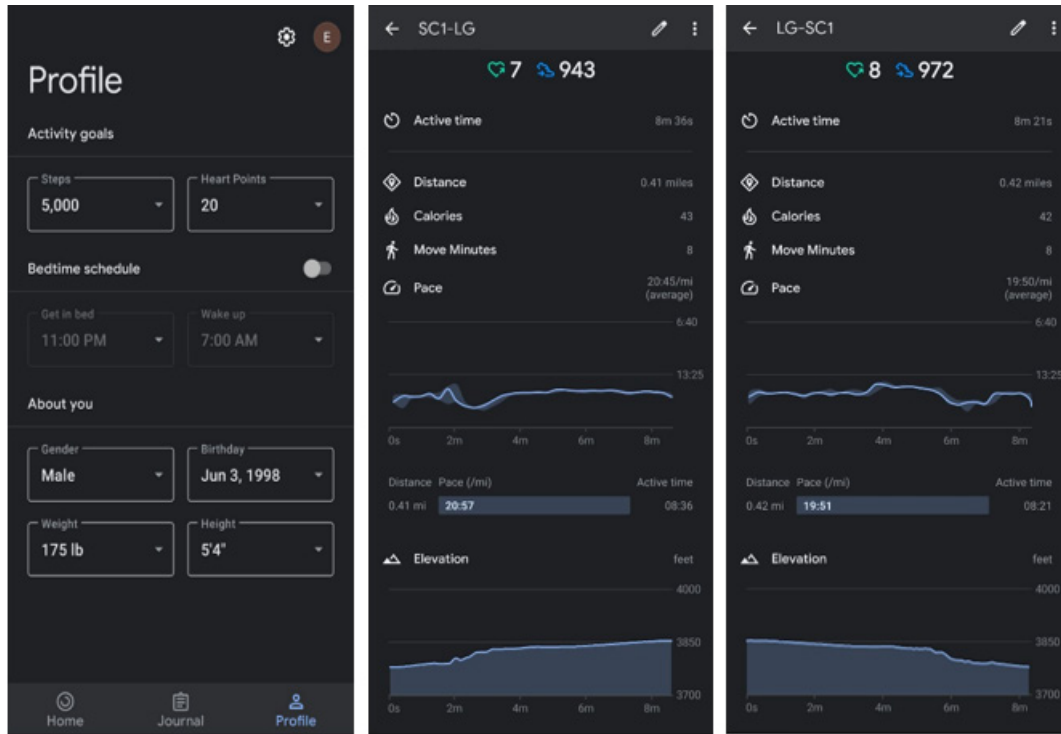 E
Profile
Activity goals
Steps
Heart Points
5,000
20
Bedtime schedule
Get in bed
Wake up
11:00 PM
7:00 AM
About you
Gender
Birthday
Male
Jun 3, 1998
Weight
Height
175 lb
5'4"
Home
Journal
Profile
SC1-LG
7 943
Active time 8m 36s
Distance 0.41 miles
Calories 43
Move Minutes 8
Pace 20:45/mi
(average)
6:40
13:25
0s 2m 4m 6m 8m
Distance Pace (/mi) Active time
0.41 mi 20:57 08:36
Elevation feet
4000
3850
3700
0s 2m 4m 6m 8m
LG-SC1
8 972
Active time 8m 21s
Distance 0.42 miles
Calories 42
Move Minutes 8
Pace 19:50/mi
(average)
6:40
13:25
0s 2m 4m 6m 8m
Distance Pace (/mi) Active time
0.42 mi 19:51 08:21
Elevation feet
4000
3850
3700
0s 2m 4m 6m 8m